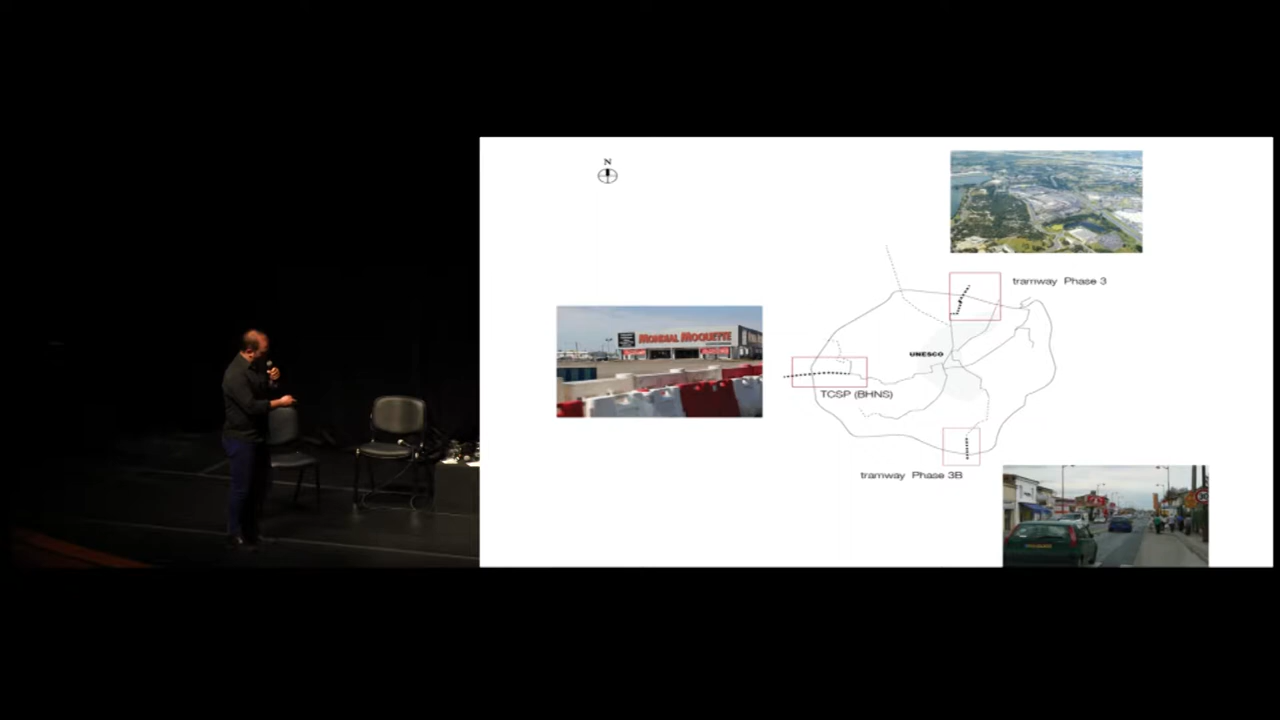 N
tramway Phase 3
MONDIAL MOQUETTE
UNESCO
TCSP (BHNS)
tramway Phase 3B